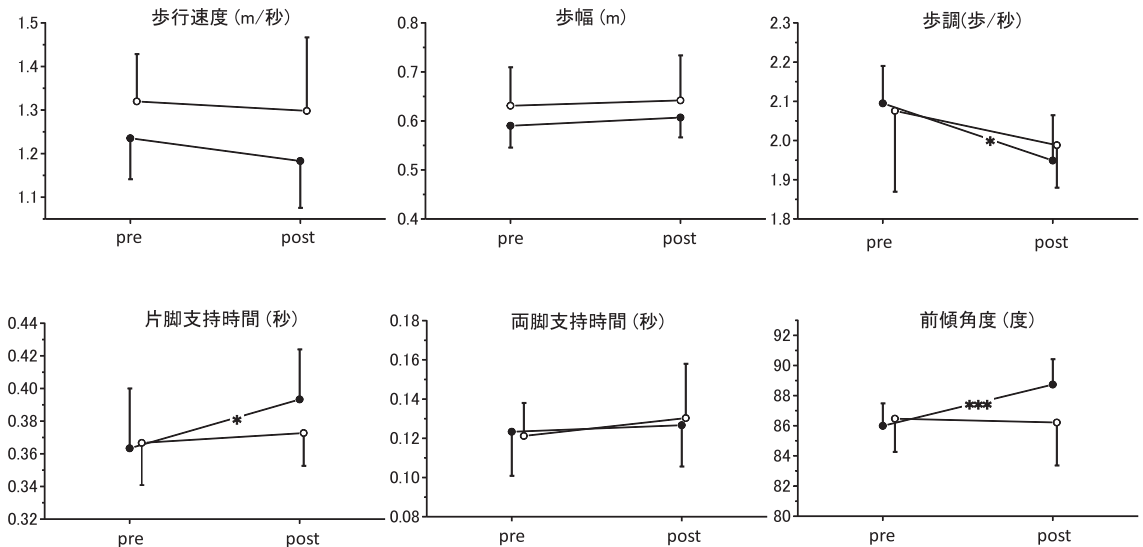 歩行速度 (m/秒)
1.5
1.4
1.3
1.2
1.1
pre
post
歩幅 (m)
0.8
0.7
0.6
0.5
0.4
pre
post
歩調(歩/秒)
2.3
2.2
2.1
2.0
1.9
1.8
*
pre
post
片脚支持時間 (秒)
0.44
0.42
0.40
0.38
0.36
0.34
0.32
*
pre
post
両脚支持時間 (秒)
0.18
0.16
0.14
0.12
0.10
0.08
pre
post
前傾角度 (度)
92
90
88
86
84
82
80
***
pre
post